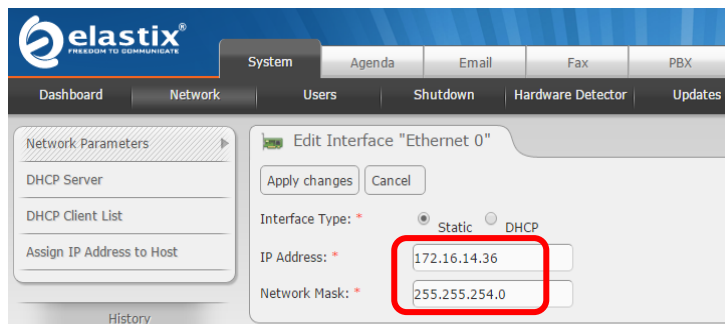 elastix®
FREEDOM TO COMMUNICATE
System Agenda Email Fax PBX
Dashboard Network Users Shutdown Hardware Detector Updates
Network Parameters
DHCP Server
DHCP Client List
Assign IP Address to Host
History
Edit Interface "Ethernet 0"
Apply changes Cancel
Interface Type: * Static DHCP
IP Address: * 172.16.14.36
Network Mask: * 255.255.254.0